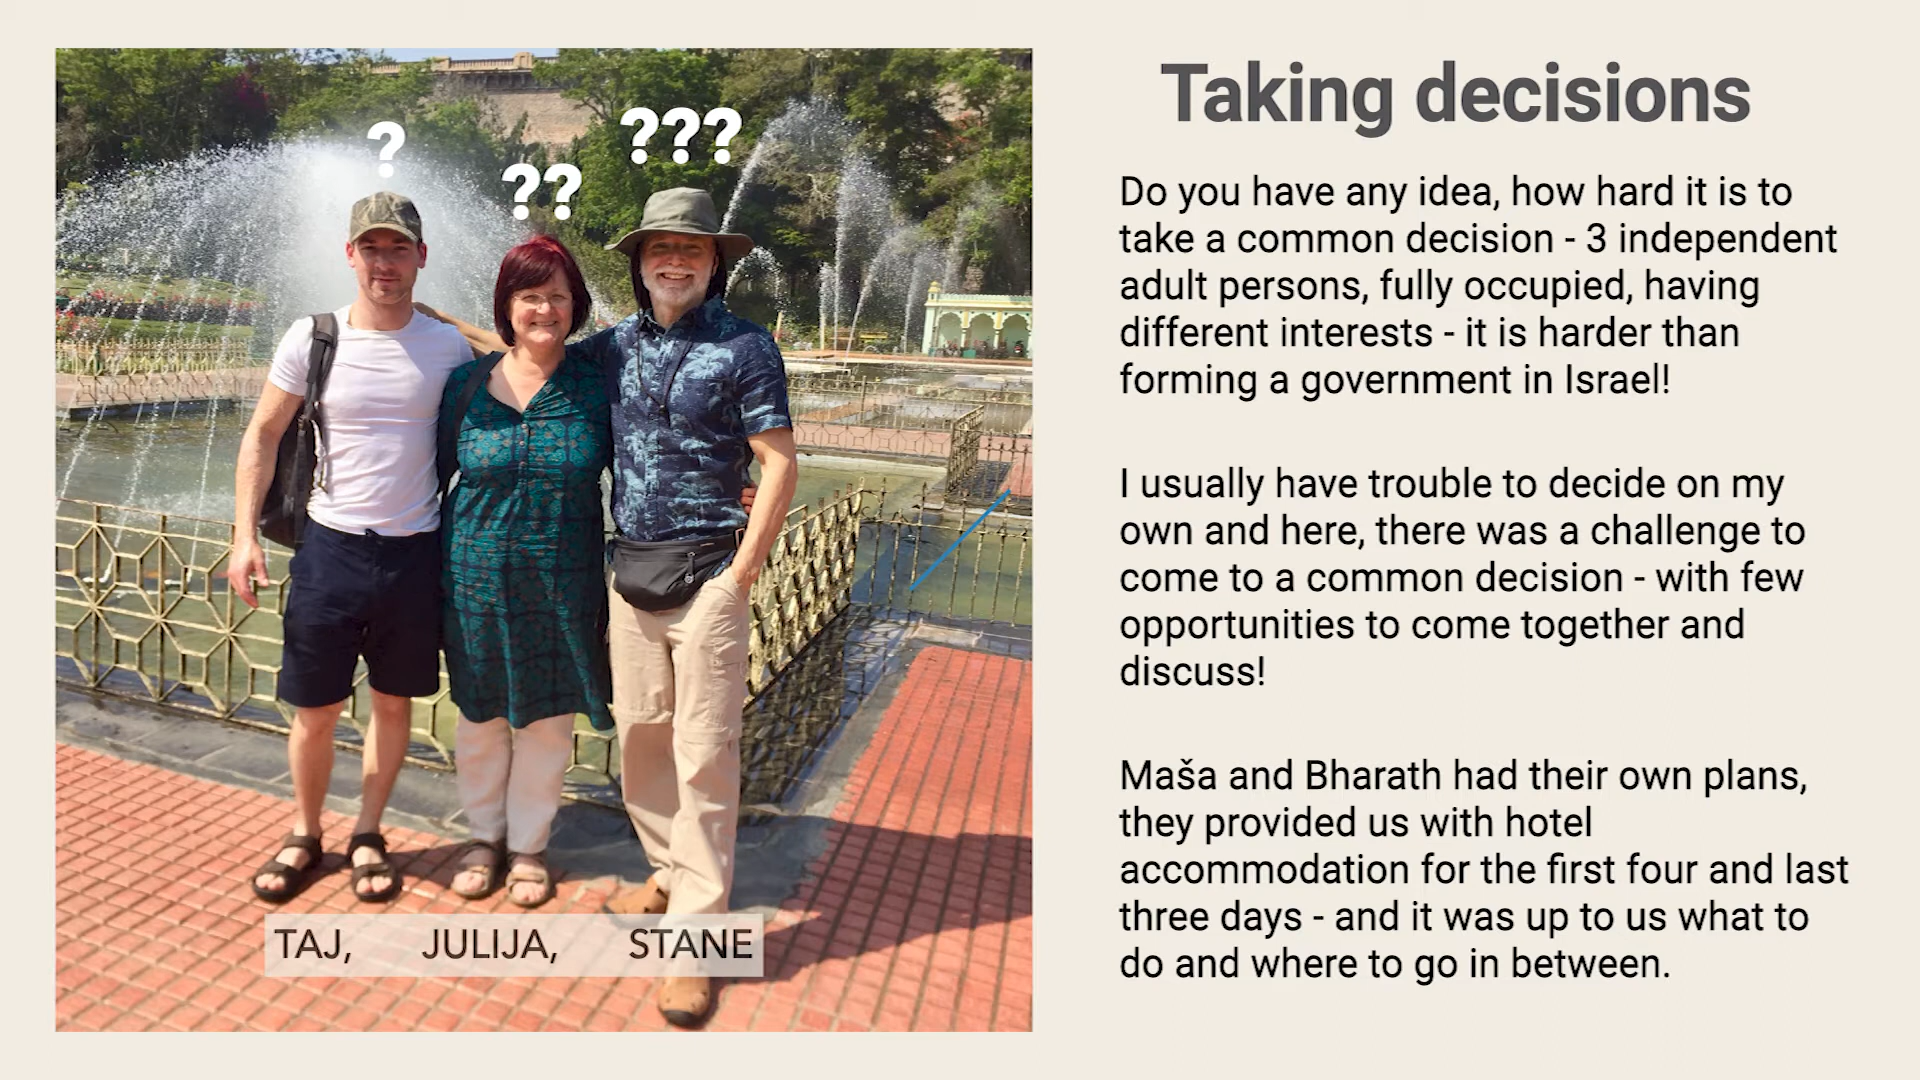 Taking decisions
?
??
???
Do you have any idea, how hard it is to
take a common decision - 3 independent
adult persons, fully occupied, having
different interests - it is harder than
forming a government in Israel!
I usually have trouble to decide on my
own and here, there was a challenge to
come to a common decision - with few
opportunities to come together and
discuss!
Maša and Bharath had their own plans,
they provided us with hotel
accommodation for the first four and last
three days - and it was up to us what to
do and where to go in between.
TAJ, JULIJA, STANE